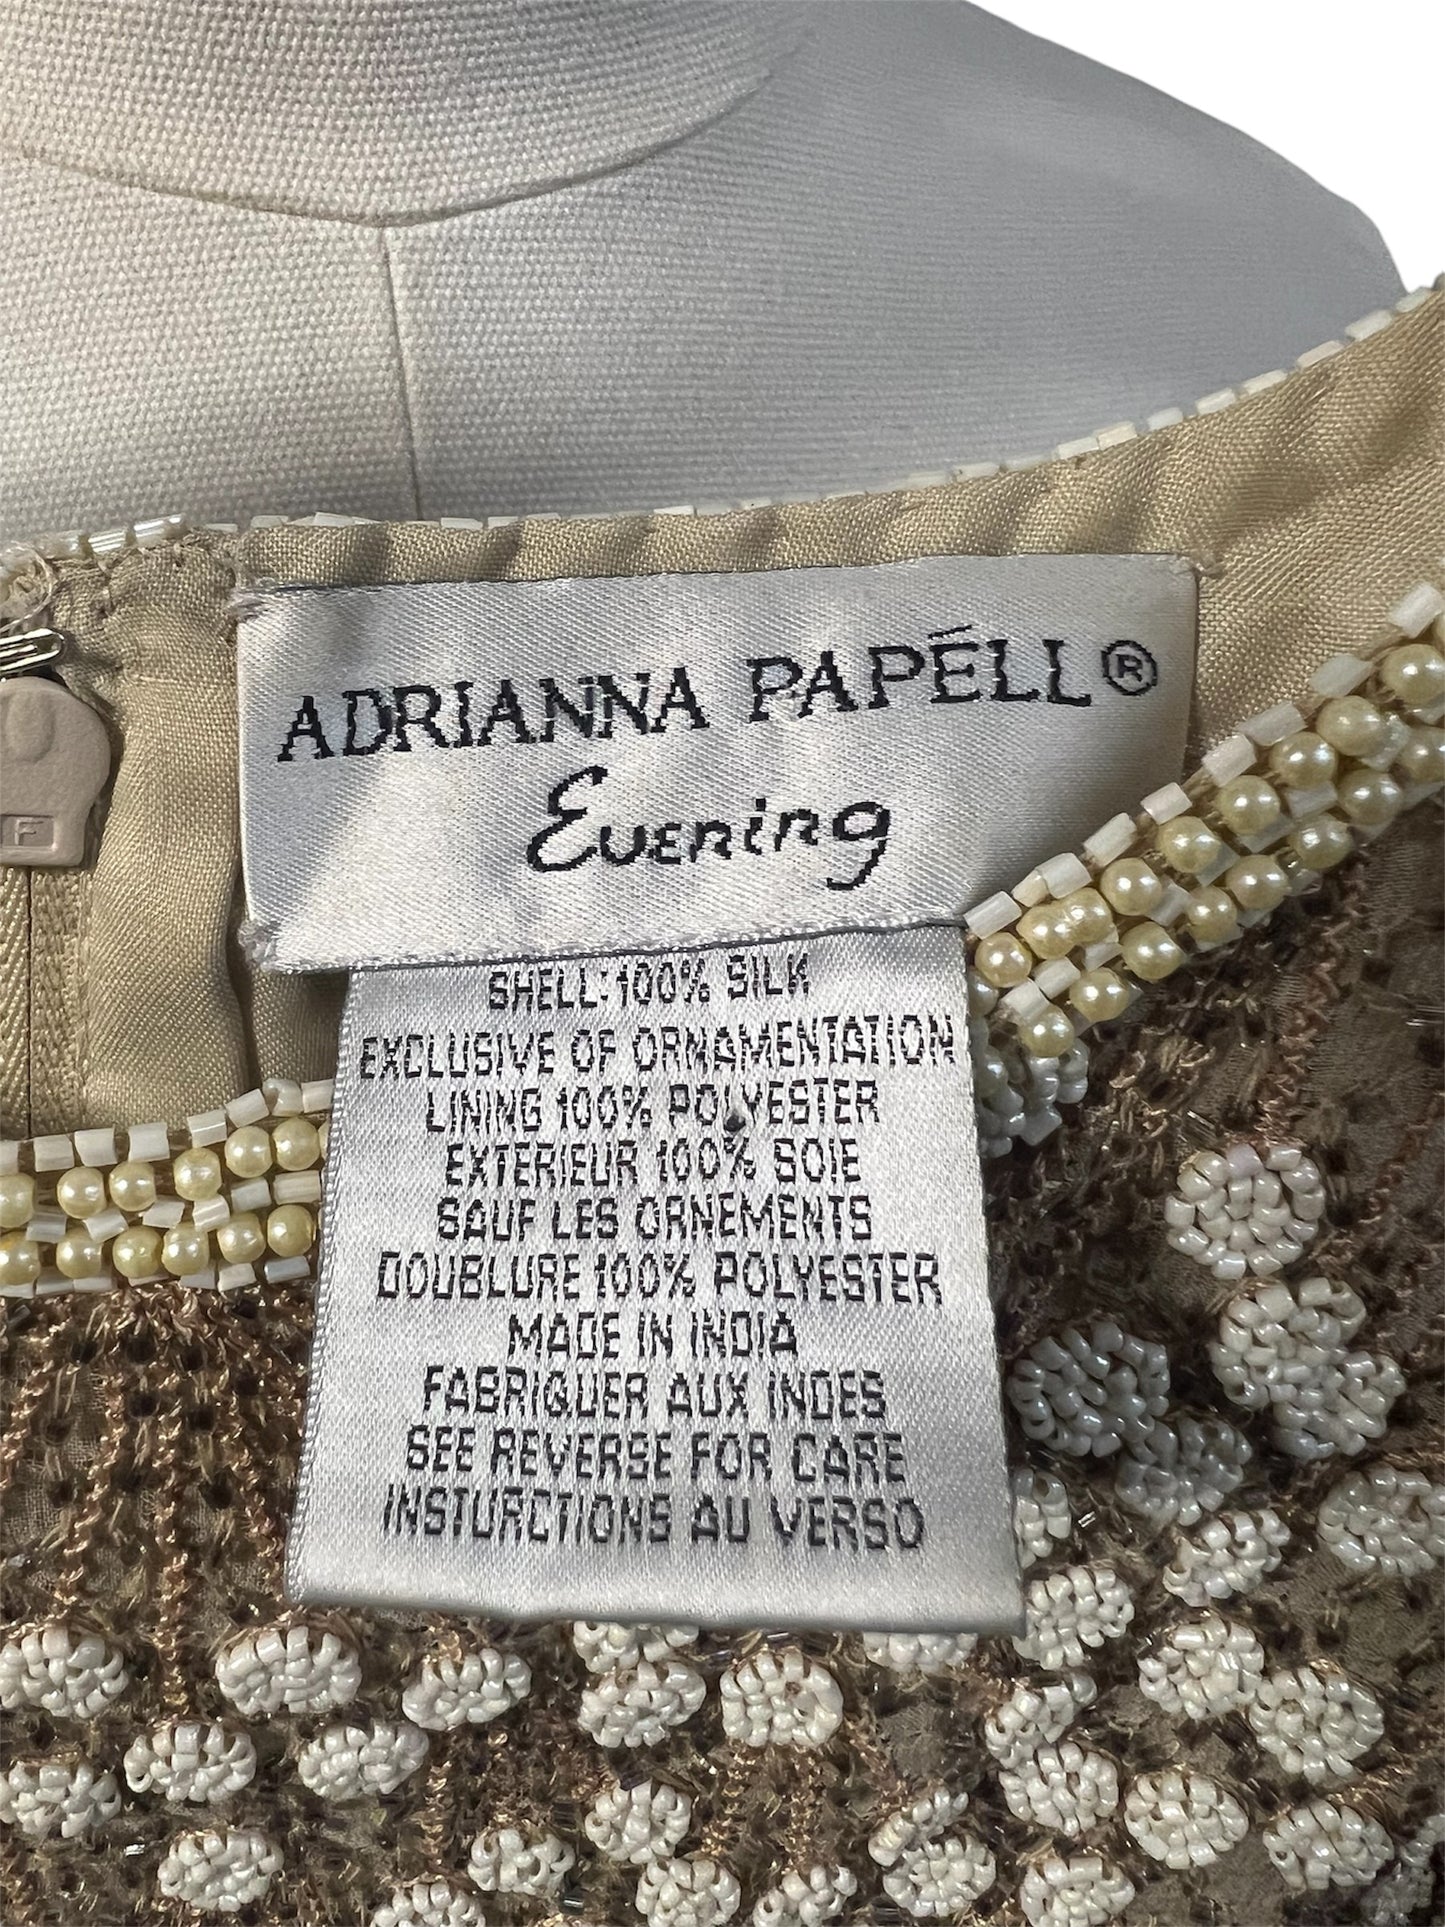 ADRIANNA PAPÉLL®
Evening
SHELL: 100% SILK
EXCLUSIVE OF ORNAMENTATION
LINING 100% POLYESTER
EXTERIEUR 100% SOIE
SAUF LES ORNEMENTS
DOUBLURE 100% POLYESTER
MADE IN INDIA
FABRIQUER AUX INDES
SEE REVERSE FOR CARE
INSTURCTIONS AU VERSO
F